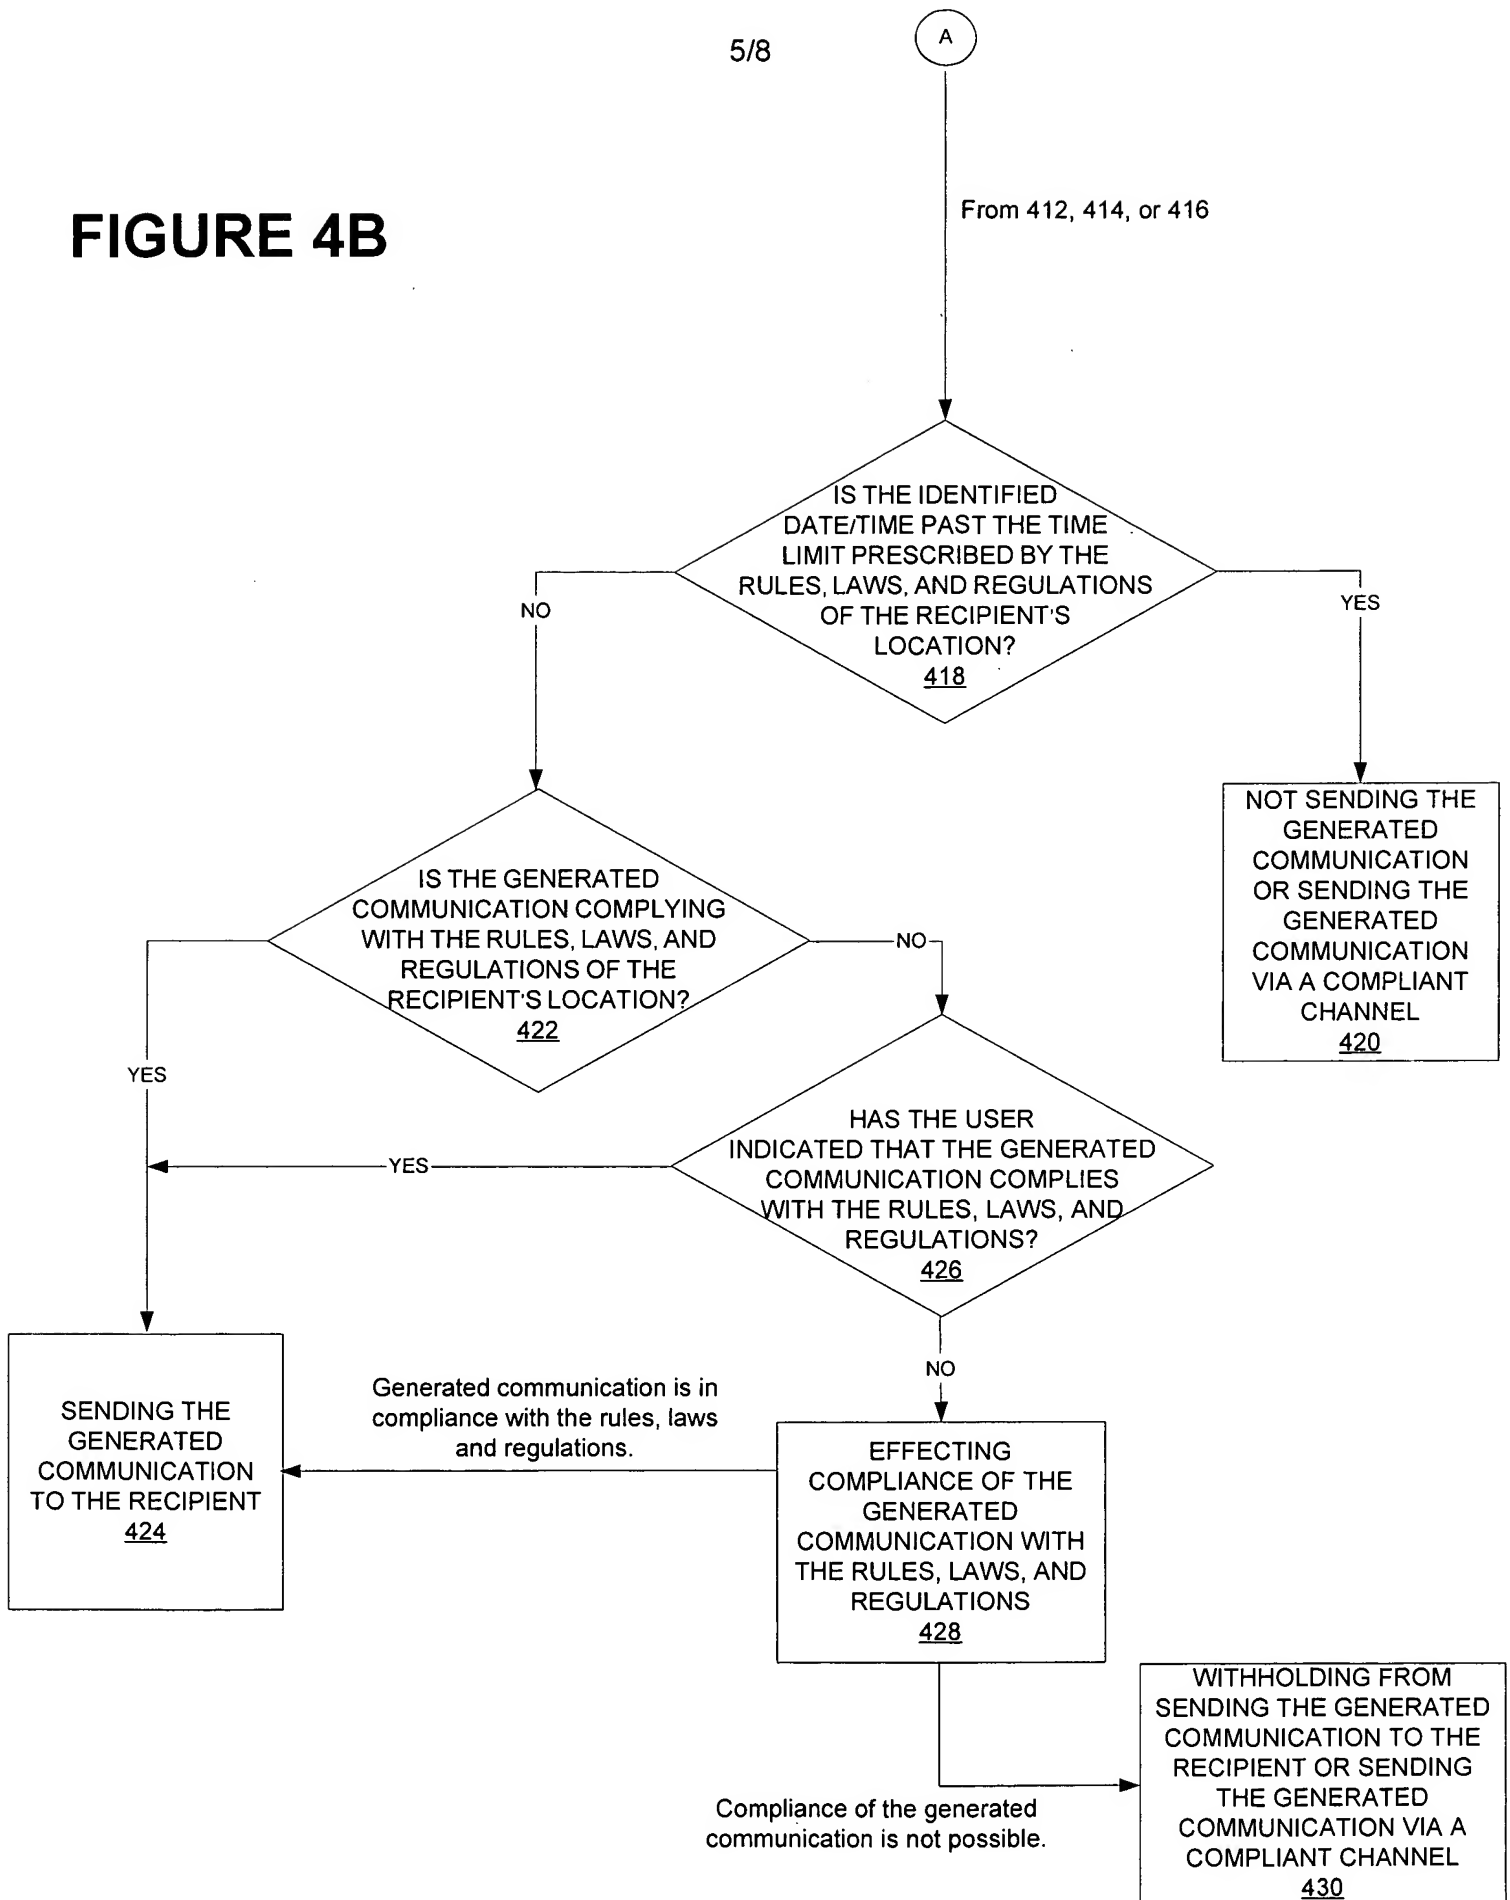 5/8
A
FIGURE 4B
From 412, 414, or 416
IS THE IDENTIFIED
DATE/TIME PAST THE TIME
LIMIT PRESCRIBED BY THE
RULES, LAWS, AND REGULATIONS
OF THE RECIPIENT'S
LOCATION?
418
NO
YES
NOT SENDING THE
GENERATED
COMMUNICATION
OR SENDING THE
GENERATED
COMMUNICATION
VIA A COMPLIANT
CHANNEL
420
IS THE GENERATED
COMMUNICATION COMPLYING
WITH THE RULES, LAWS, AND
REGULATIONS OF THE
RECIPIENT'S LOCATION?
422
NO
YES
HAS THE USER
INDICATED THAT THE GENERATED
COMMUNICATION COMPLIES
WITH THE RULES, LAWS, AND
REGULATIONS?
426
YES
NO
SENDING THE
GENERATED
COMMUNICATION
TO THE RECIPIENT
424
Generated communication is in
compliance with the rules, laws
and regulations.
EFFECTING
COMPLIANCE OF THE
GENERATED
COMMUNICATION WITH
THE RULES, LAWS, AND
REGULATIONS
428
Compliance of the generated
communication is not possible.
WITHHOLDING FROM
SENDING THE GENERATED
COMMUNICATION TO THE
RECIPIENT OR SENDING
THE GENERATED
COMMUNICATION VIA A
COMPLIANT CHANNEL
430